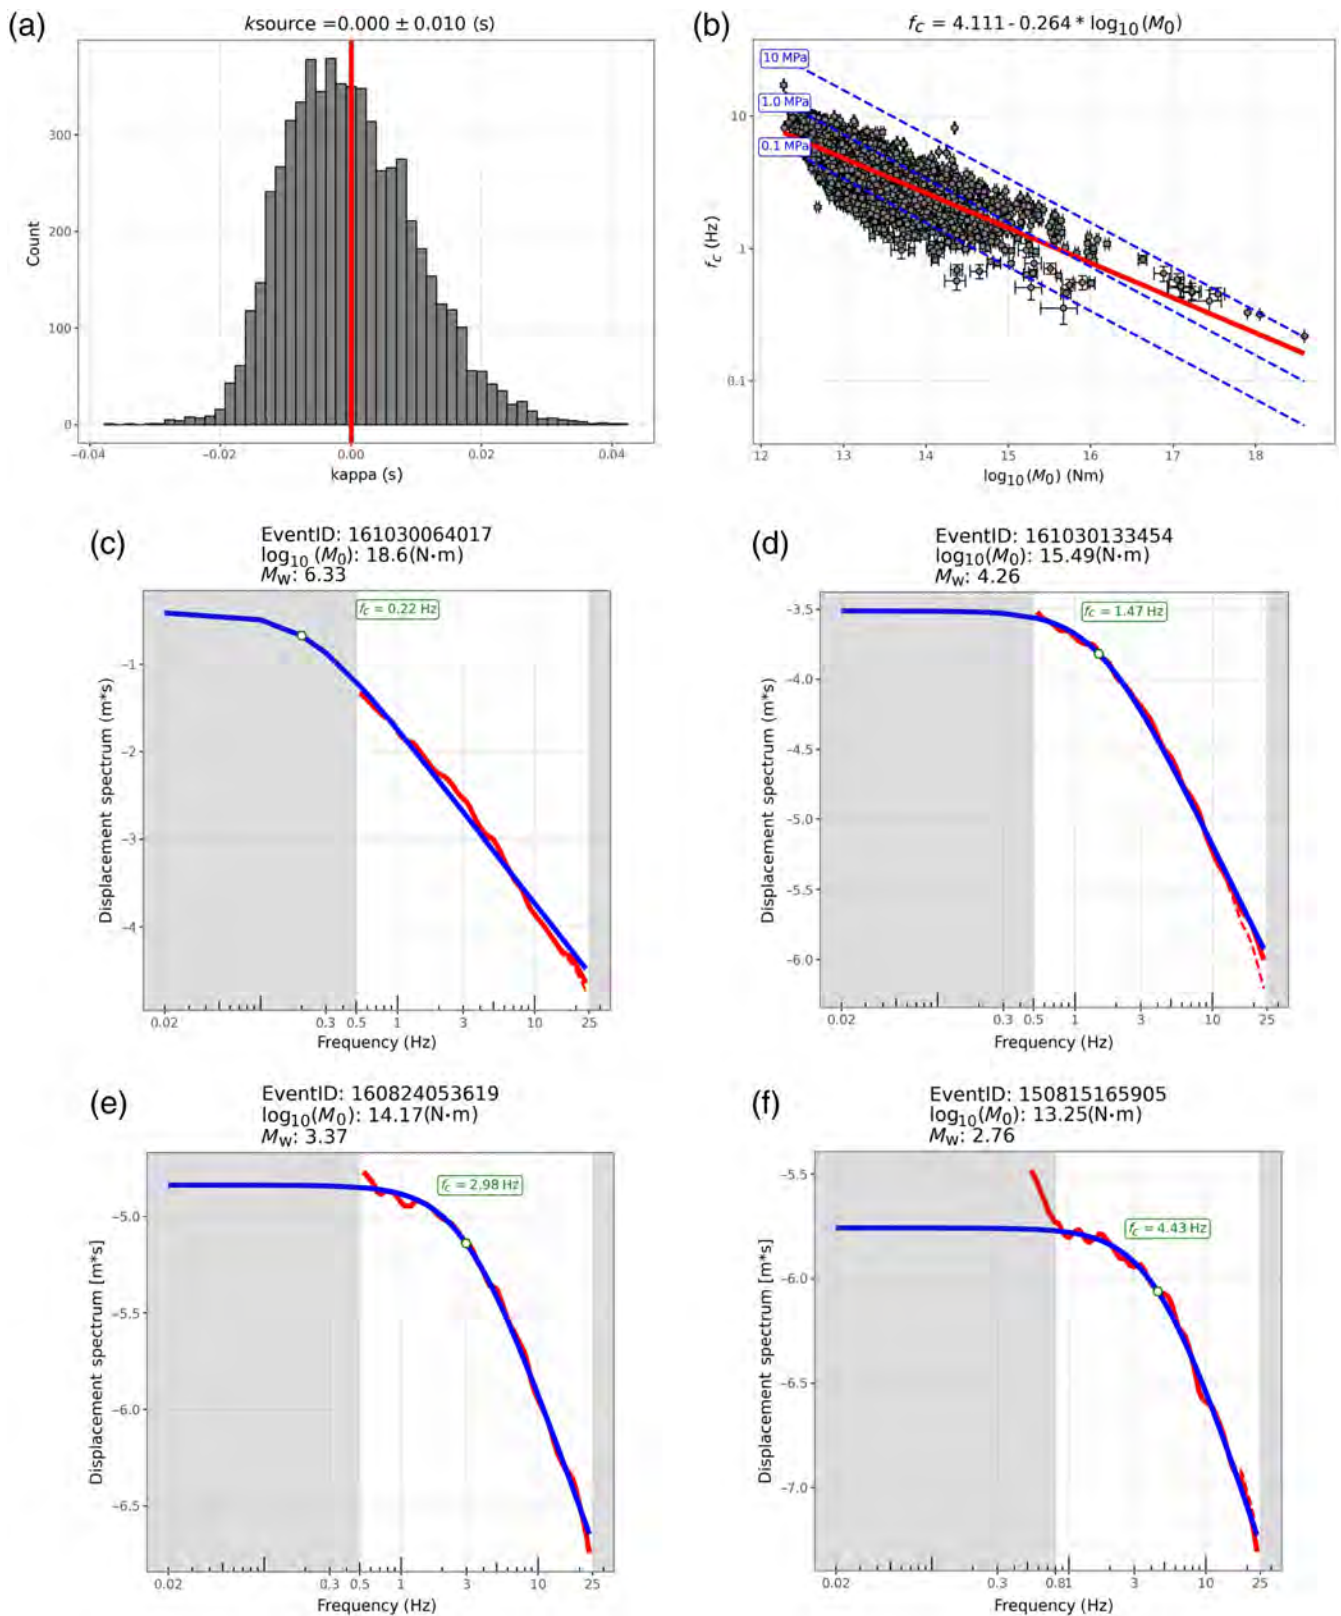 (a)
ksource =0.000 ± 0.010 (s)
Count
300
200
100
0
−0.04
−0.02
0.00
0.02
0.04
kappa (s)
(b)
fc = 4.111 - 0.264 * log10(M0)
10 MPa
1.0 MPa
0.1 MPa
fc (Hz)
10
1
0.1
12
13
14
15
16
17
18
log10(M0) (Nm)
(c)
EventID: 161030064017
log10 (M0): 18.6(N·m)
Mw: 6.33
fc = 0.22 Hz
Displacement spectrum (m*s)
−1
−2
−3
−4
0.02
0.3
0.5
1
3
10
25
Frequency (Hz)
(d)
EventID: 161030133454
log10(M0): 15.49(N·m)
Mw: 4.26
fc = 1.47 Hz
Displacement spectrum (m*s)
−3.5
−4.0
−4.5
−5.0
−5.5
−6.0
0.02
0.3
0.5
1
3
10
25
Frequency (Hz)
(e)
EventID: 160824053619
log10(M0): 14.17(N·m)
Mw: 3.37
fc = 2.98 Hz
Displacement spectrum [m*s]
−5.0
−5.5
−6.0
−6.5
0.02
0.3
0.5
1
3
10
25
Frequency (Hz)
(f)
EventID: 150815165905
log10(M0): 13.25(N·m)
Mw: 2.76
fc = 4.43 Hz
Displacement spectrum [m*s]
−5.5
−6.0
−6.5
−7.0
0.02
0.3
0.81
3
10
25
Frequency (Hz)